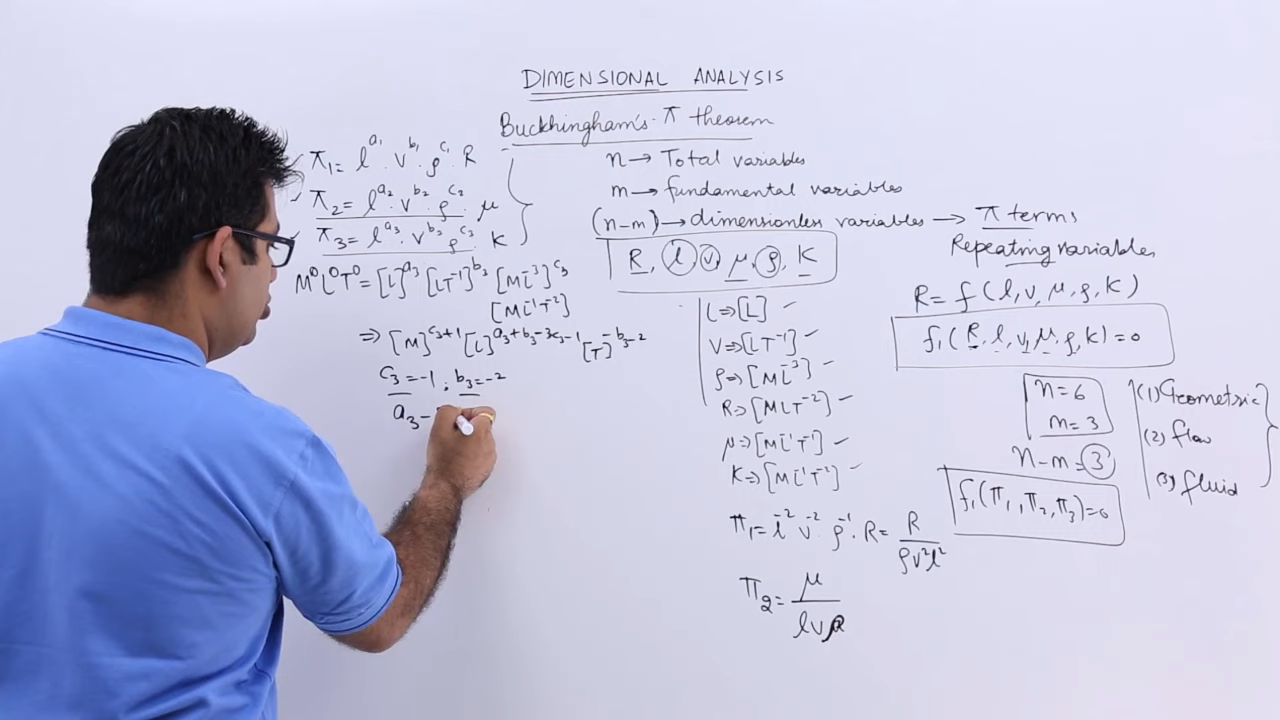 DIMENSIONAL ANALYSIS
Buckhingham's π theorem
n → Total variables
m → fundamental variables
(n-m) → dimensionless variables → π terms
Repeating variables
π₁ = l^a₁ . v^b₁ . ρ^c₁ . R
π₂ = l^a₂ . v^b₂ . ρ^c₂ . μ
π₃ = l^a₃ . v^b₃ . ρ^c₃ . K
M⁰L⁰T⁰ = [L]^a₃ [LT⁻¹]^b₃ [ML⁻³]^c₃
[ML⁻¹T⁻²]
⇒ [M]^c₃+1 [L]^a₃+b₃-3c₃-1 [T]^-b₃-2
c₃ = -1 ; b₃ = -2
a₃ -
R, l, v, μ, ρ, K
l ⇒ [L]
V ⇒ [LT⁻¹]
ρ ⇒ [ML⁻³]
R ⇒ [MLT⁻²]
μ ⇒ [ML⁻¹T⁻¹]
K ⇒ [ML⁻¹T⁻²]
π₁ = l⁻² v⁻² ρ⁻¹ . R = R / ρv²l²
π₂ = μ / lvρ
R = f (l, v, μ, ρ, K)
f₁ (R, l, v, μ, ρ, K) = 0
n = 6
m = 3
n-m = 3
f₁ (π₁, π₂, π₃) = 0
(1) Geometric
(2) flow
(3) fluid